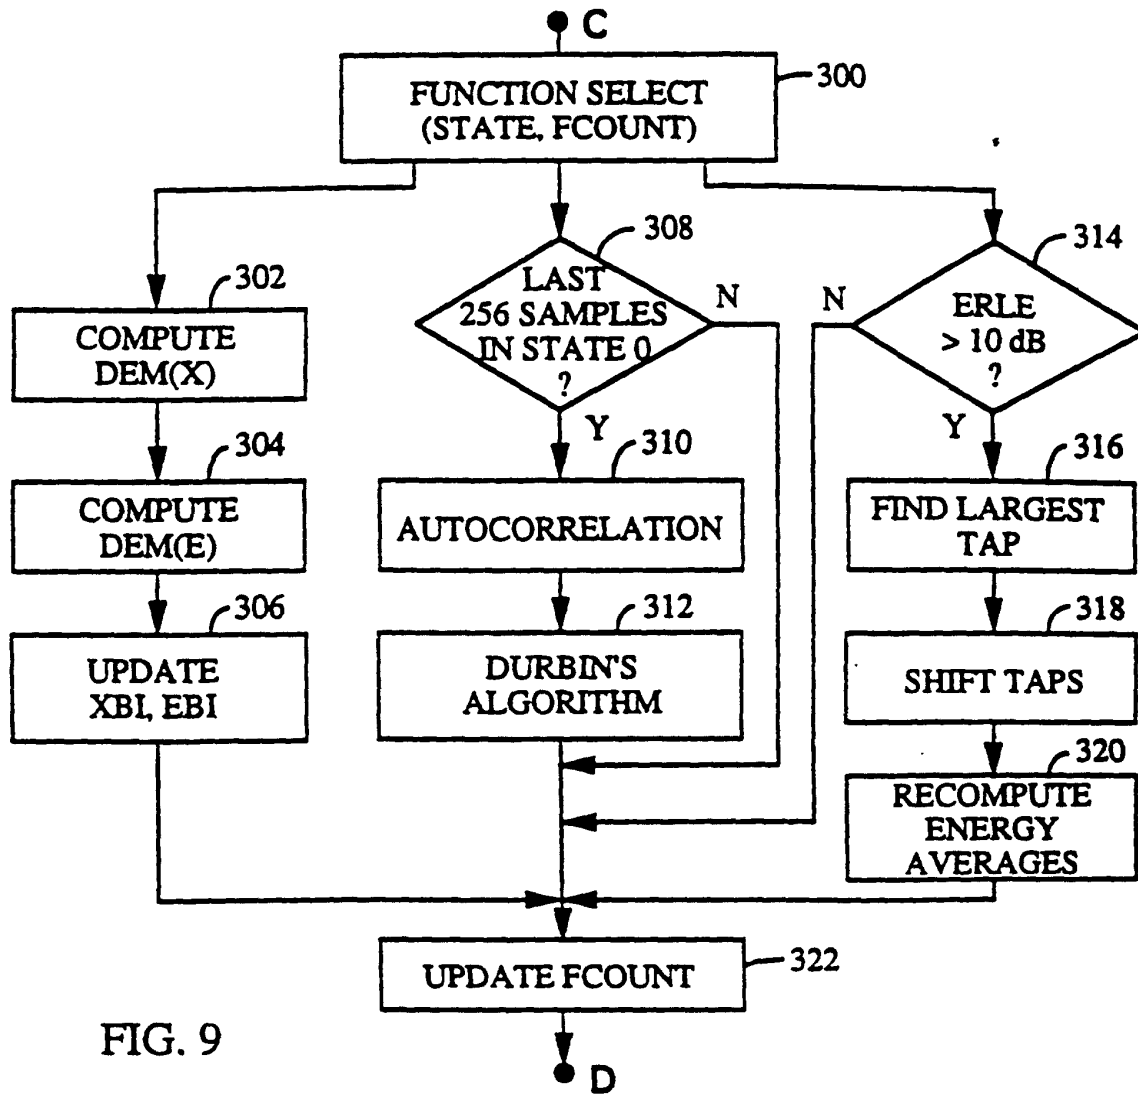 C
FUNCTION SELECT
(STATE, FCOUNT)
300
302
COMPUTE
DEM(X)
304
COMPUTE
DEM(E)
306
UPDATE
XBI, EBI
308
LAST
256 SAMPLES
IN STATE 0
?
N
Y
310
AUTOCORRELATION
312
DURBIN'S
ALGORITHM
314
ERLE
> 10 dB
?
N
Y
316
FIND LARGEST
TAP
318
SHIFT TAPS
320
RECOMPUTE
ENERGY
AVERAGES
UPDATE FCOUNT
322
D
FIG. 9